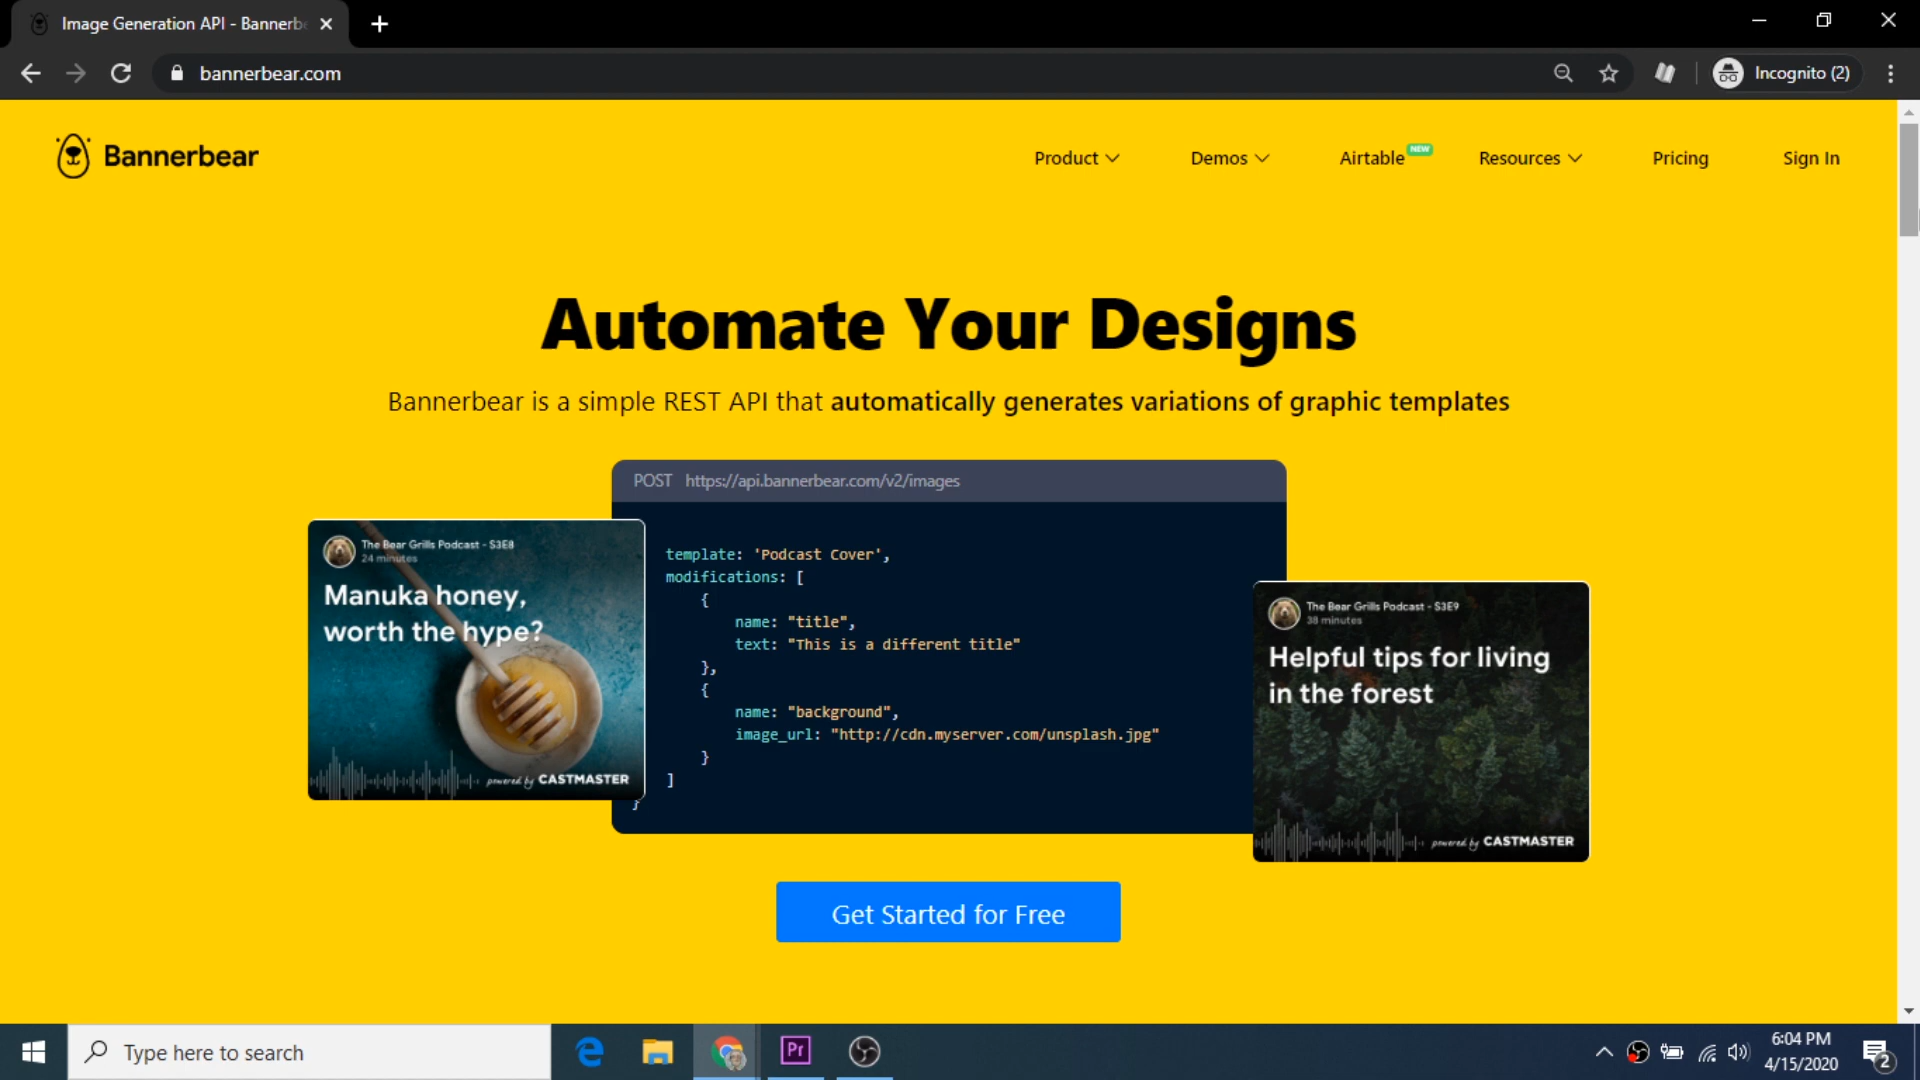 Image Generation API - Bannerb
bannerbear.com
Incognito (2)
Bannerbear
Product
Demos
Airtable NEW
Resources
Pricing
Sign In
Automate Your Designs
Bannerbear is a simple REST API that automatically generates variations of graphic templates
POST https://api.bannerbear.com/v2/images
template: 'Podcast Cover',
modifications: [
{
name: "title",
text: "This is a different title"
},
{
name: "background",
image_url: "http://cdn.myserver.com/unsplash.jpg"
}
]
}
The Bear Grills Podcast - S3E8
24 minutes
Manuka honey,
worth the hype?
powered by CASTMASTER
The Bear Grills Podcast - S3E9
38 minutes
Helpful tips for living
in the forest
powered by CASTMASTER
Get Started for Free
Type here to search
Pr
6:04 PM
4/15/2020
2